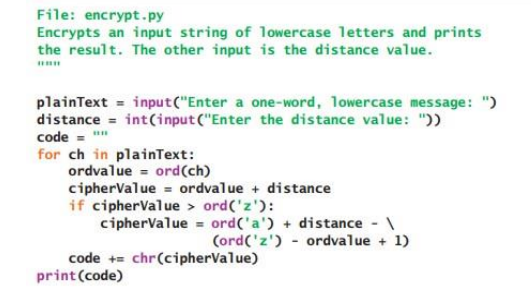 File: encrypt.py
Encrypts an input string of lowercase letters and prints
the result. The other input is the distance value.
"""
plainText = input("Enter a one-word, lowercase message: ")
distance = int(input("Enter the distance value: "))
code = ""
for ch in plainText:
    ordvalue = ord(ch)
    cipherValue = ordvalue + distance
    if cipherValue > ord('z'):
        cipherValue = ord('a') + distance - \
                      (ord('z') - ordvalue + 1)
    code += chr(cipherValue)
print(code)